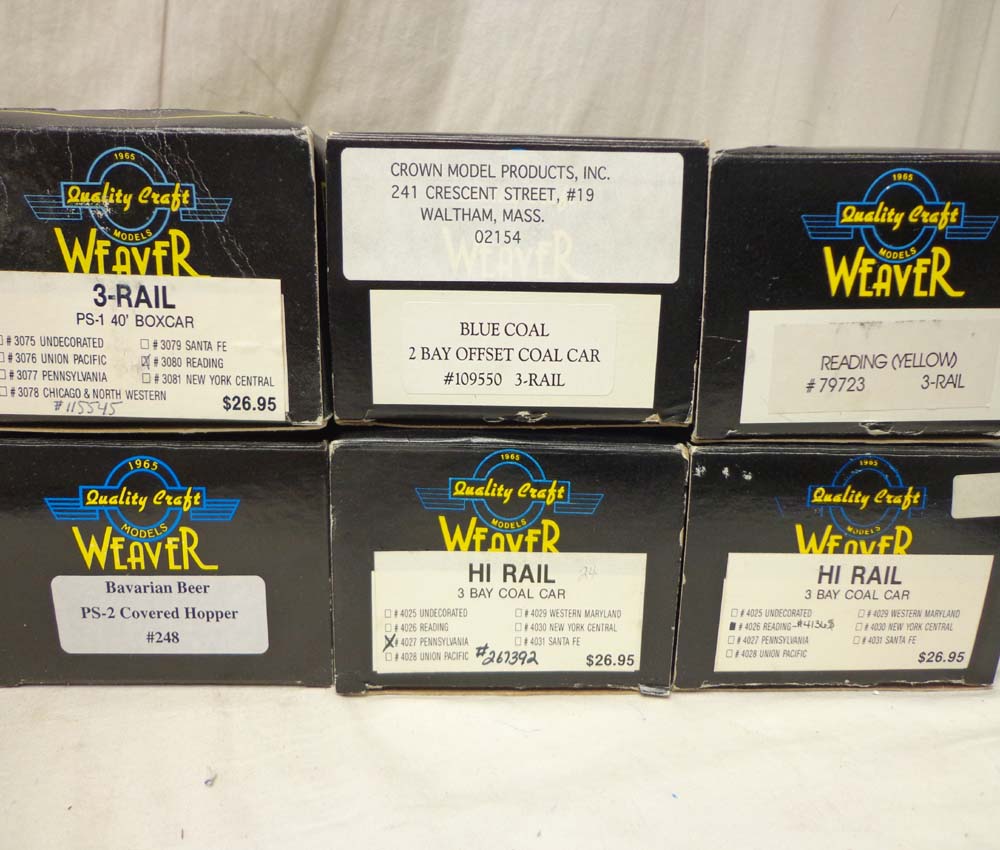 1965
Quality Craft
MODELS
WEAVER
3-RAIL
PS-1 40' BOXCAR
# 3075 UNDECORATED
# 3076 UNION PACIFIC
# 3077 PENNSYLVANIA
# 3078 CHICAGO & NORTH WESTERN
# 3079 SANTA FE
# 3080 READING
# 3081 NEW YORK CENTRAL
#115545
$26.95
CROWN MODEL PRODUCTS, INC.
241 CRESCENT STREET, #19
WALTHAM, MASS.
02154
WEAVER
BLUE COAL
2 BAY OFFSET COAL CAR
#109550 3-RAIL
1965
Quality Craft
MODELS
WEAVER
READING (YELLOW)
# 79723 3-RAIL
1965
Quality Craft
MODELS
WEAVER
Bavarian Beer
PS-2 Covered Hopper
#248
1965
Quality Craft
MODELS
WEAVER
HI RAIL
24
3 BAY COAL CAR
# 4025 UNDECORATED
# 4026 READING
# 4027 PENNSYLVANIA
# 4028 UNION PACIFIC
# 4029 WESTERN MARYLAND
# 4030 NEW YORK CENTRAL
# 4031 SANTA FE
#267392
$26.95
1965
Quality Craft
MODELS
WEAVER
HI RAIL
3 BAY COAL CAR
# 4025 UNDECORATED
# 4026 READING
# 4027 PENNSYLVANIA
# 4028 UNION PACIFIC
# 4029 WESTERN MARYLAND
# 4030 NEW YORK CENTRAL
# 4031 SANTA FE
$26.95